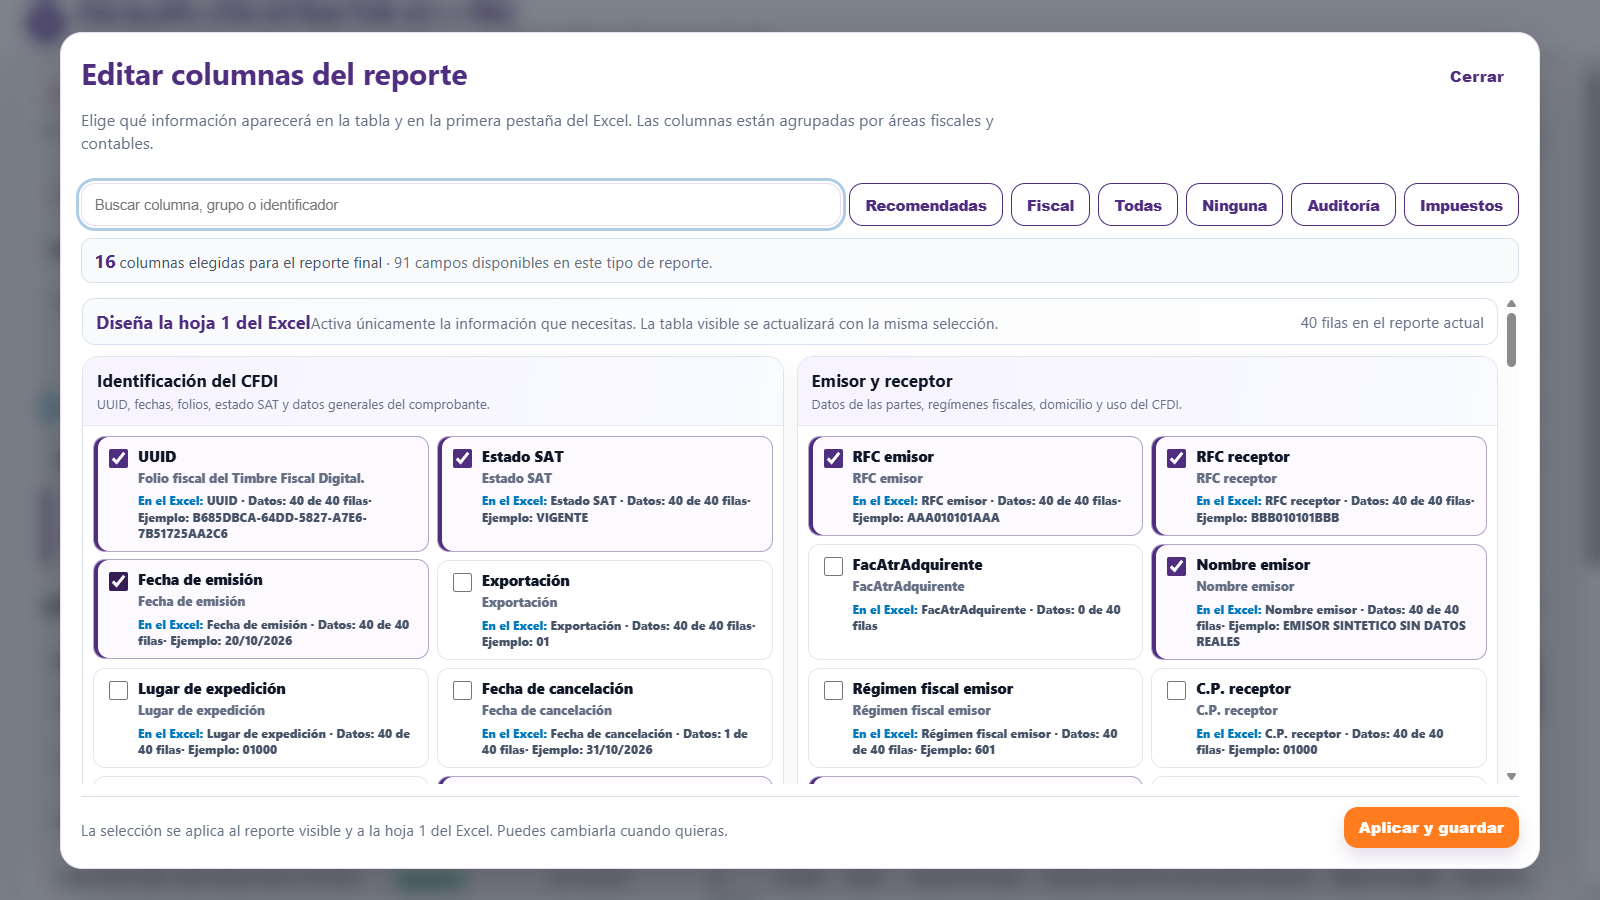 Editar columnas del reporte
Cerrar
Elige qué información aparecerá en la tabla y en la primera pestaña del Excel. Las columnas están agrupadas por áreas fiscales y
contables.
Buscar columna, grupo o identificador
Recomendadas
Fiscal
Todas
Ninguna
Auditoría
Impuestos
16 columnas elegidas para el reporte final · 91 campos disponibles en este tipo de reporte.
Diseña la hoja 1 del ExcelActiva únicamente la información que necesitas. La tabla visible se actualizará con la misma selección.
40 filas en el reporte actual
Identificación del CFDI
UUID, fechas, folios, estado SAT y datos generales del comprobante.
UUID
Folio fiscal del Timbre Fiscal Digital.
En el Excel: UUID · Datos: 40 de 40 filas·
Ejemplo: B685DBCA-64DD-5827-A7E6-
7B51725AA2C6
Estado SAT
Estado SAT
En el Excel: Estado SAT · Datos: 40 de 40 filas·
Ejemplo: VIGENTE
Fecha de emisión
Fecha de emisión
En el Excel: Fecha de emisión · Datos: 40 de 40
filas· Ejemplo: 20/10/2026
Exportación
Exportación
En el Excel: Exportación · Datos: 40 de 40 filas·
Ejemplo: 01
Lugar de expedición
Lugar de expedición
En el Excel: Lugar de expedición · Datos: 40 de
40 filas· Ejemplo: 01000
Fecha de cancelación
Fecha de cancelación
En el Excel: Fecha de cancelación · Datos: 1 de
40 filas· Ejemplo: 31/10/2026
Emisor y receptor
Datos de las partes, regímenes fiscales, domicilio y uso del CFDI.
RFC emisor
RFC emisor
En el Excel: RFC emisor · Datos: 40 de 40 filas·
Ejemplo: AAA010101AAA
RFC receptor
RFC receptor
En el Excel: RFC receptor · Datos: 40 de 40 filas·
Ejemplo: BBB010101BBB
FacAtrAdquirente
FacAtrAdquirente
En el Excel: FacAtrAdquirente · Datos: 0 de 40
filas
Nombre emisor
Nombre emisor
En el Excel: Nombre emisor · Datos: 40 de 40
filas· Ejemplo: EMISOR SINTETICO SIN DATOS
REALES
Régimen fiscal emisor
Régimen fiscal emisor
En el Excel: Régimen fiscal emisor · Datos: 40
de 40 filas· Ejemplo: 601
C.P. receptor
C.P. receptor
En el Excel: C.P. receptor · Datos: 40 de 40
filas· Ejemplo: 01000
La selección se aplica al reporte visible y a la hoja 1 del Excel. Puedes cambiarla cuando quieras.
Aplicar y guardar